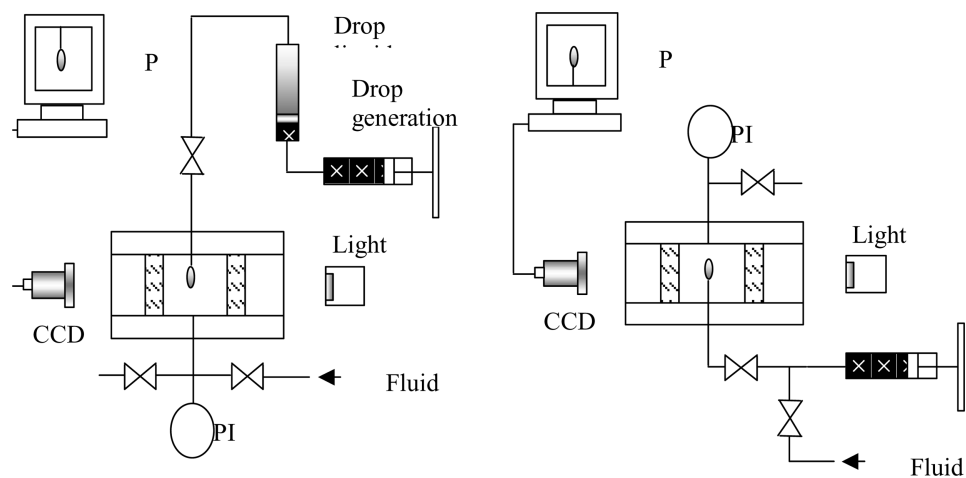 P
Drop
Drop
generation
Light
CCD
Fluid
PI
P
PI
Light
CCD
Fluid